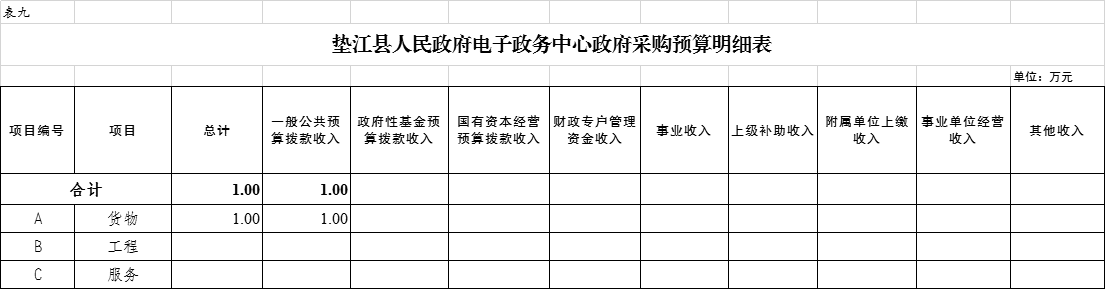 表九
垫江县人民政府电子政务中心政府采购预算明细表
单位：万元
项目编号 项目 总计 一般公共预算拨款收入 政府性基金预算拨款收入 国有资本经营预算拨款收入 财政专户管理资金收入 事业收入 上级补助收入 附属单位上缴收入 事业单位经营收入 其他收入
合计 1.00 1.00
A 货物 1.00 1.00
B 工程
C 服务